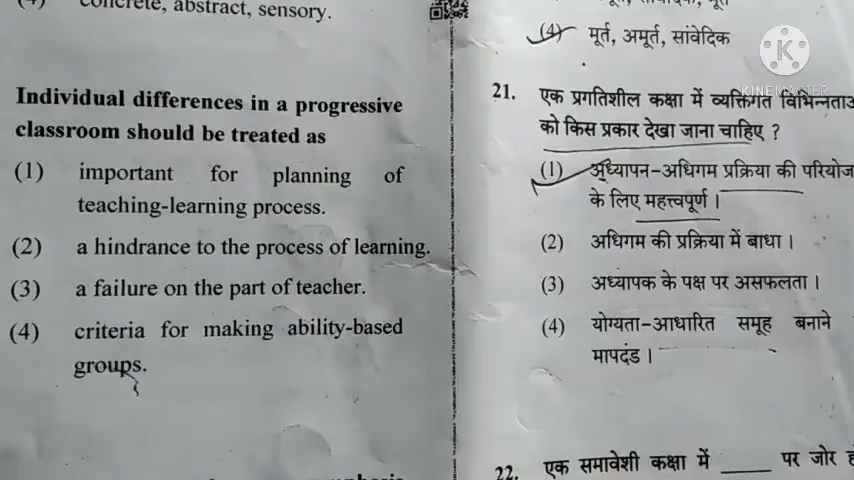 concrete, abstract, sensory.
Individual differences in a progressive
classroom should be treated as
(1) important for planning of
teaching-learning process.
(2) a hindrance to the process of learning.
(3) a failure on the part of teacher.
(4) criteria for making ability-based
groups.
(4) मूर्त, अमूर्त, सांवेदिक
KINEMASTER
21. एक प्रगतिशील कक्षा में व्यक्तिगत
को किस प्रकार देखा जाना चाहिए ?
(1) अध्यापन-अधिगम प्रक्रिया की
के लिए महत्त्वपूर्ण ।
(2) अधिगम की प्रक्रिया में बाधा ।
(3) अध्यापक के पक्ष पर असफलता ।
(4) योग्यता-आधारित समूह बनाने
मापदंड ।
22. एक समावेशी कक्षा में ____ पर जोर